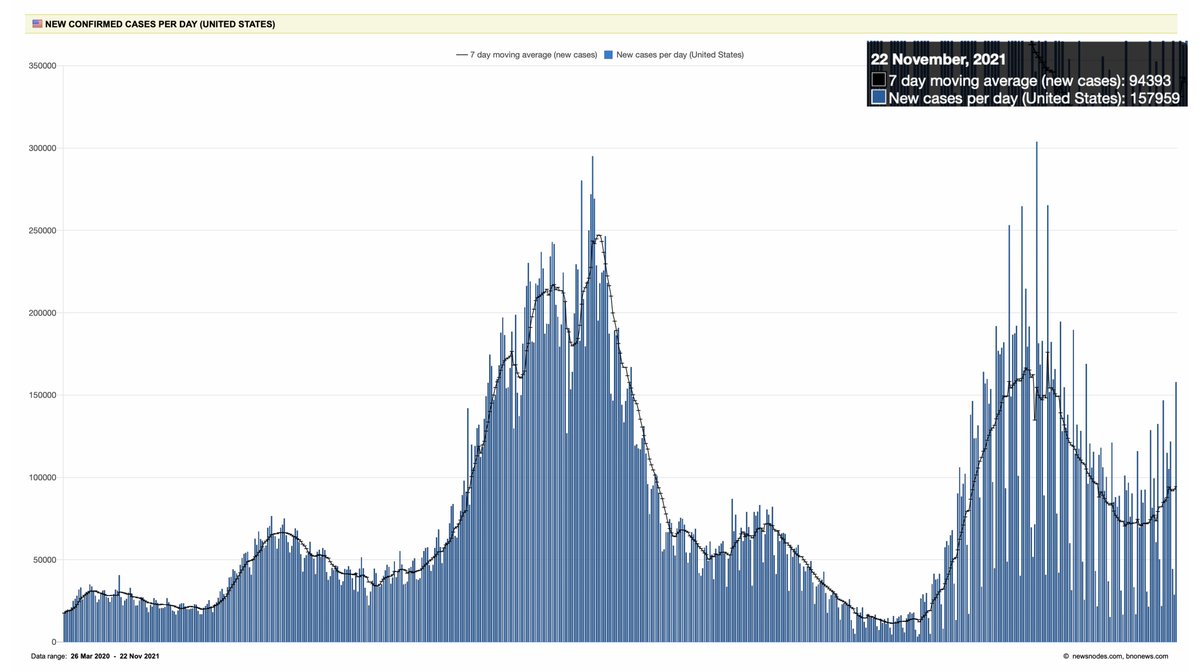 NEW CONFIRMED CASES PER DAY (UNITED STATES)
7 day moving average (new cases) New cases per day (United States)
22 November, 2021
7 day moving average (new cases): 94393
New cases per day (United States): 157959
350000
300000
250000
200000
150000
100000
50000
0
Data range: 26 Mar 2020 - 22 Nov 2021
© newsnodes.com, bnonews.com